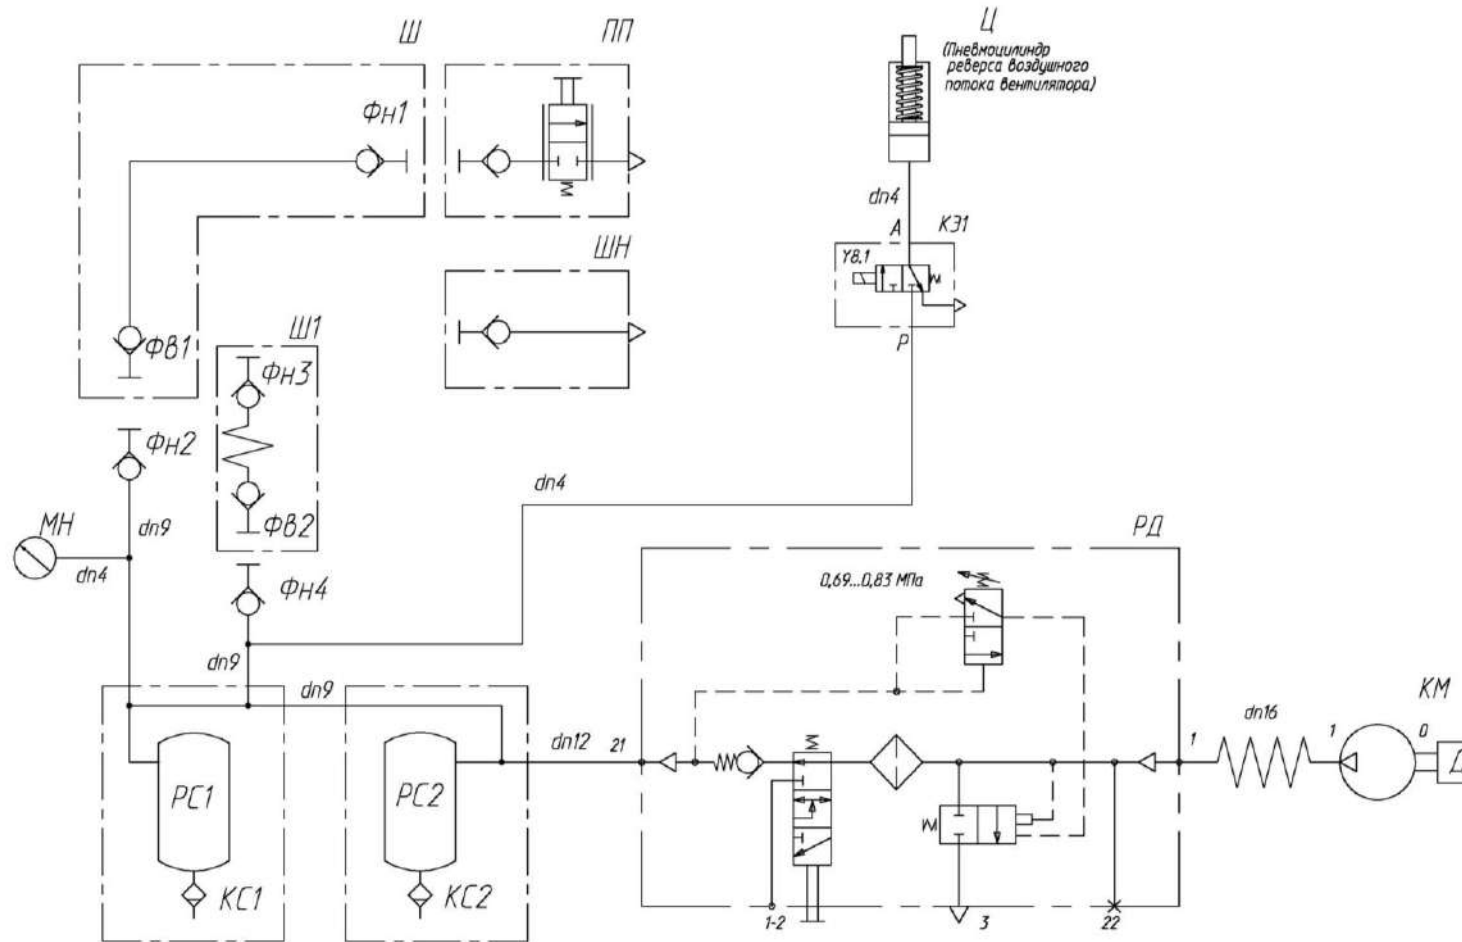 Ш
ПП
Ц
(Пневмоцилиндр
реверса воздушного
потока вентилятора)
Фн1
dn4
А
КЭ1
Y8.1
ШН
Р
Фв1
Ш1
Фн3
Фн2
dn4
МН
dn9
Фв2
РД
dn4
Фн4
0,69...0,83 МПа
dn9
dn9
КМ
dn16
dn12
21
1
1
0
Д
РС1
РС2
КС1
КС2
1-2
3
22